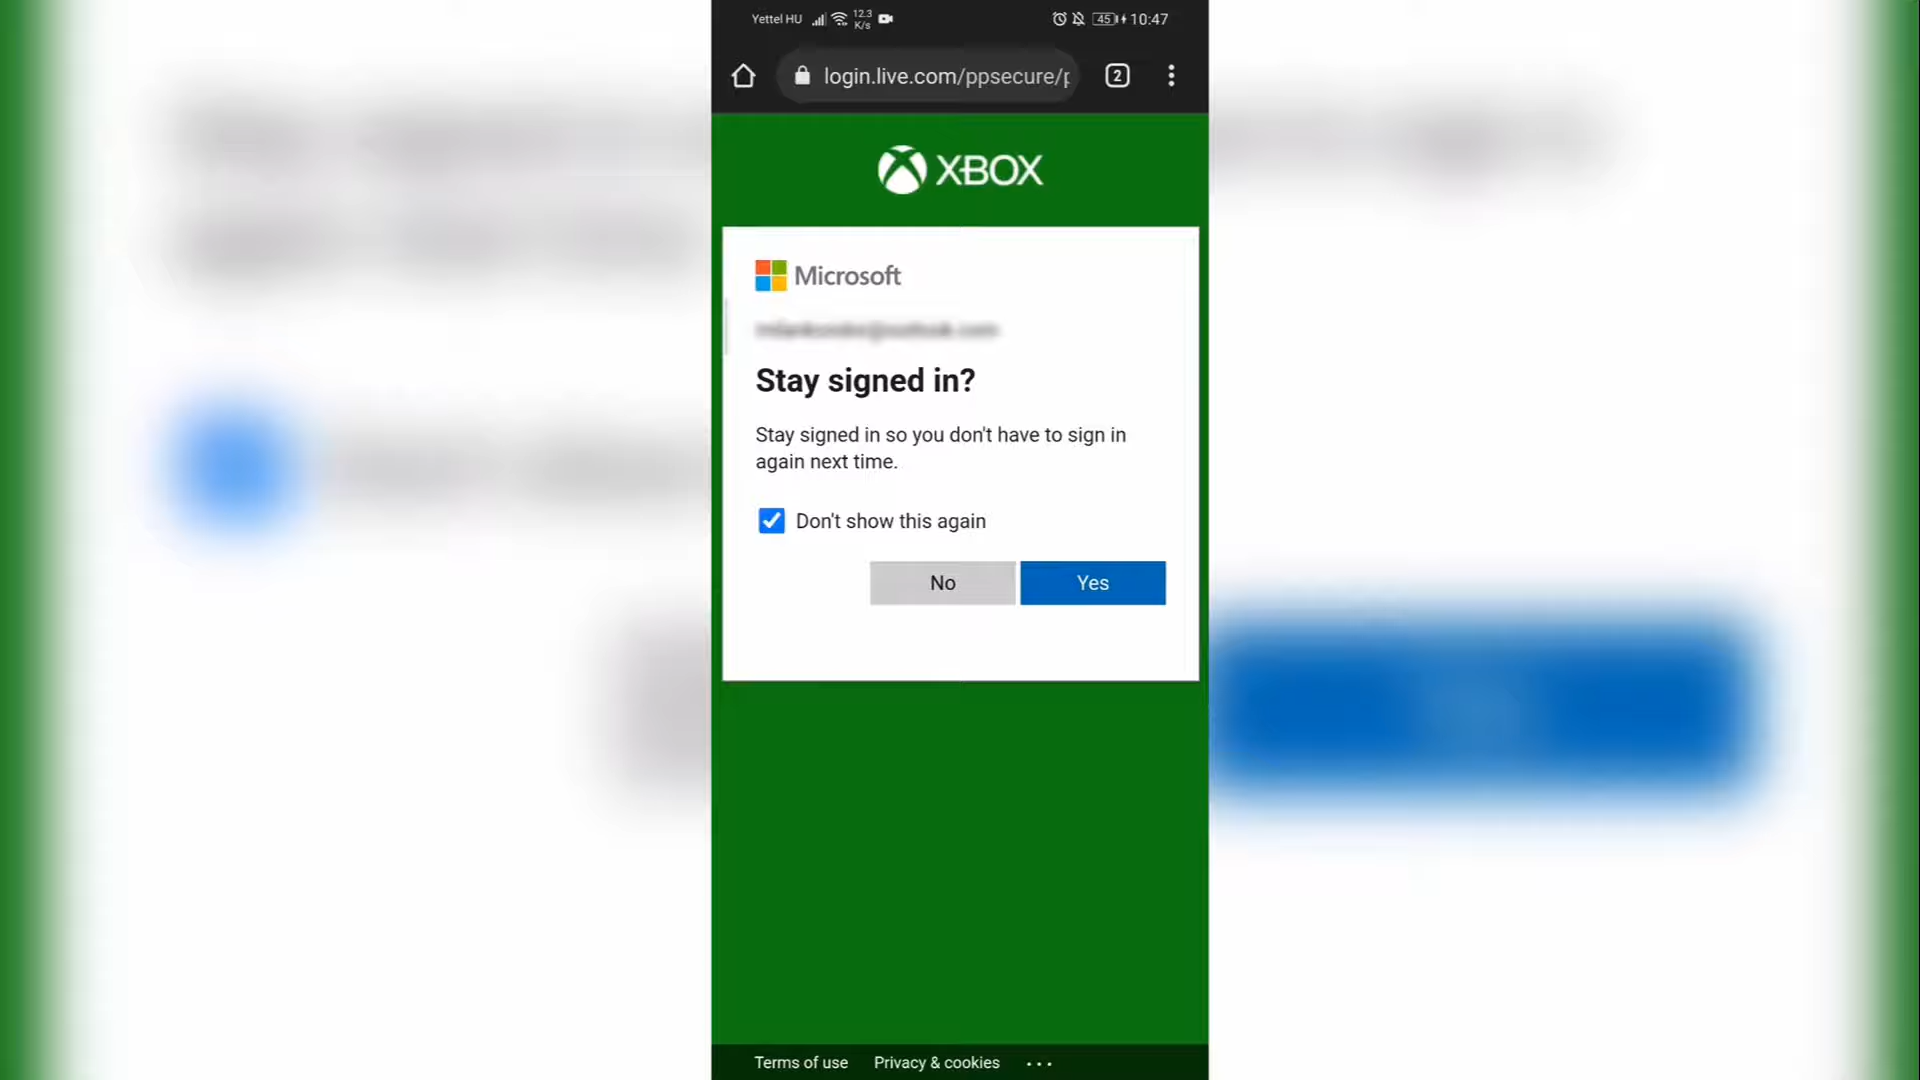 Yettel HU 12.3 K/s 45 10:47
login.live.com/ppsecure/p 2
XBOX
Microsoft
Stay signed in?
Stay signed in so you don't have to sign in
again next time.
Don't show this again
No Yes
Terms of use Privacy & cookies ...